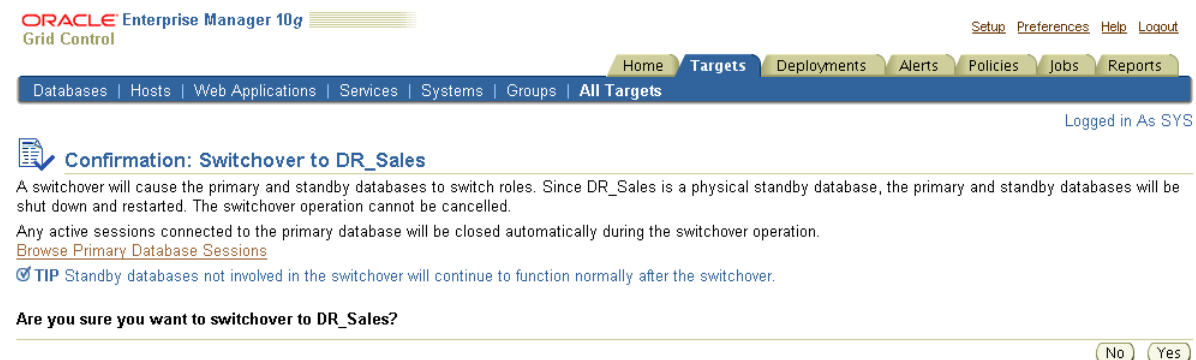 ORACLE Enterprise Manager 10g
Grid Control
Setup Preferences Help Logout
Home Targets Deployments Alerts Policies Jobs Reports
Databases | Hosts | Web Applications | Services | Systems | Groups | All Targets
Logged in As SYS
Confirmation: Switchover to DR_Sales
A switchover will cause the primary and standby databases to switch roles. Since DR_Sales is a physical standby database, the primary and standby databases will be
shut down and restarted. The switchover operation cannot be cancelled.
Any active sessions connected to the primary database will be closed automatically during the switchover operation.
Browse Primary Database Sessions
TIP Standby databases not involved in the switchover will continue to function normally after the switchover.
Are you sure you want to switchover to DR_Sales?
No Yes